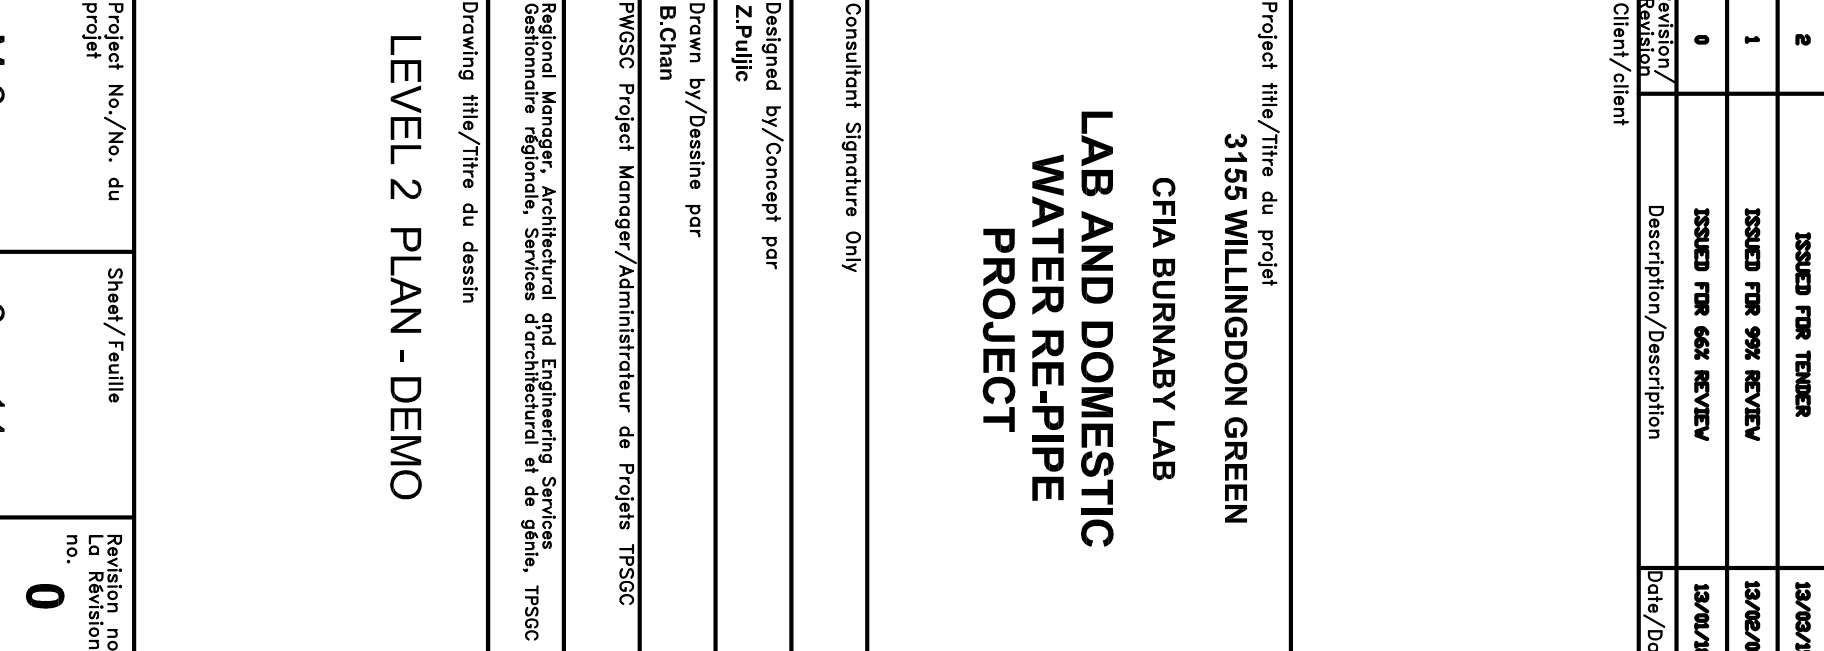 2 ISSUED FOR TENDER
1 ISSUED FOR 99% REVIEW
0 ISSUED FOR 66% REVIEW
Description/Description
Client/client
Project title/Titre du projet
3155 WILLINGDON GREEN
CFIA BURNABY LAB
LAB AND DOMESTIC
WATER RE-PIPE
PROJECT
Consultant Signature Only
Designed by/Concept par
Z.Puljic
Drawn by/Dessine par
B.Chan
PWGSC Project Manager/Administrateur de Projets TPSGC
Regional Manager, Architectural and Engineering Services
Gestionnaire régionale, Services d'architectural et de génie, TPSGC
Drawing title/Titre du dessin
LEVEL 2 PLAN - DEMO
Project No./No. du
projet
Sheet/Feuille
Revision no
La Révision
no.
0